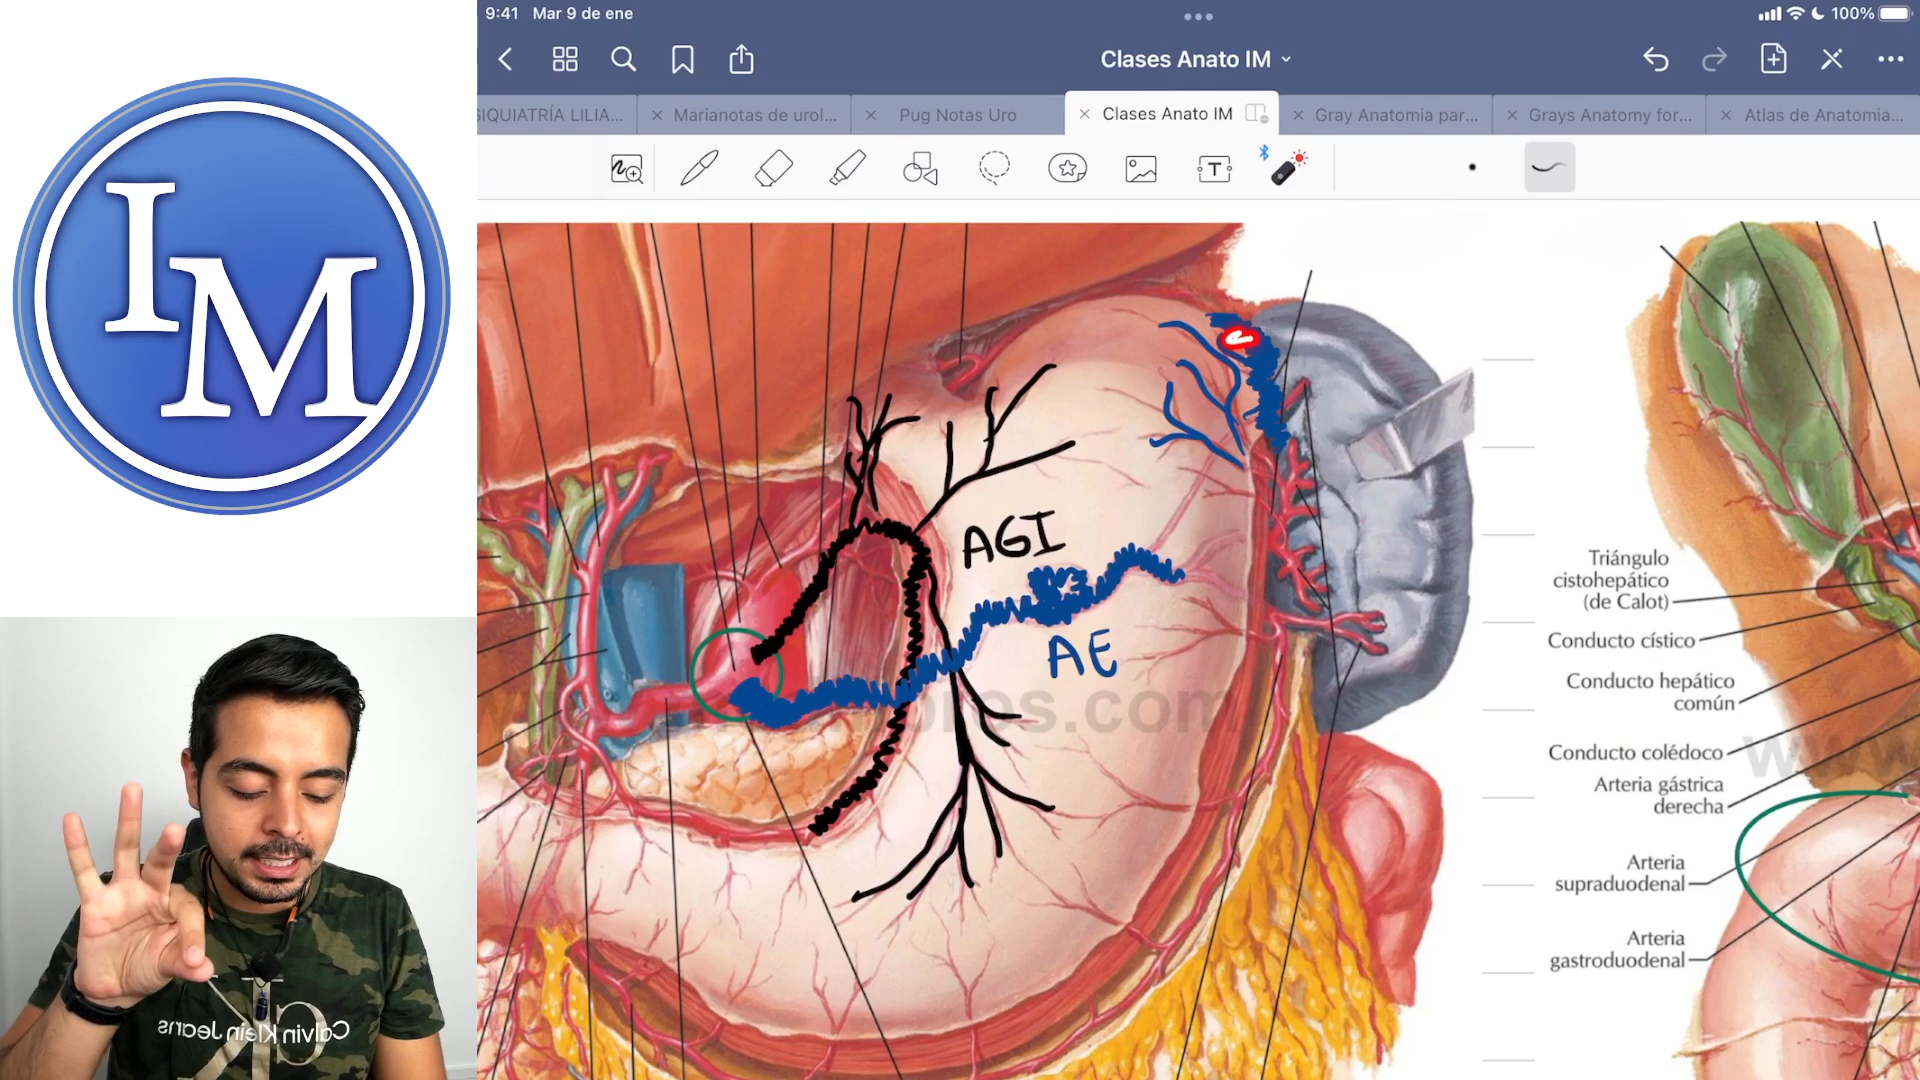 IM
9:41 Mar 9 de ene
100%
Clases Anato IM
SIQUIATRÍA LILIA...
Marianotas de urol...
Pug Notas Uro
Clases Anato IM
Gray Anatomia par...
Grays Anatomy for...
Atlas de Anatomia...
T
AGI
AE
Triángulo
cistohepático
(de Calot)
Conducto cístico
Conducto hepático
común
Conducto colédoco
Arteria gástrica
derecha
Arteria
supraduodenal
Arteria
gastroduodenal
Calvin Klein Jeans